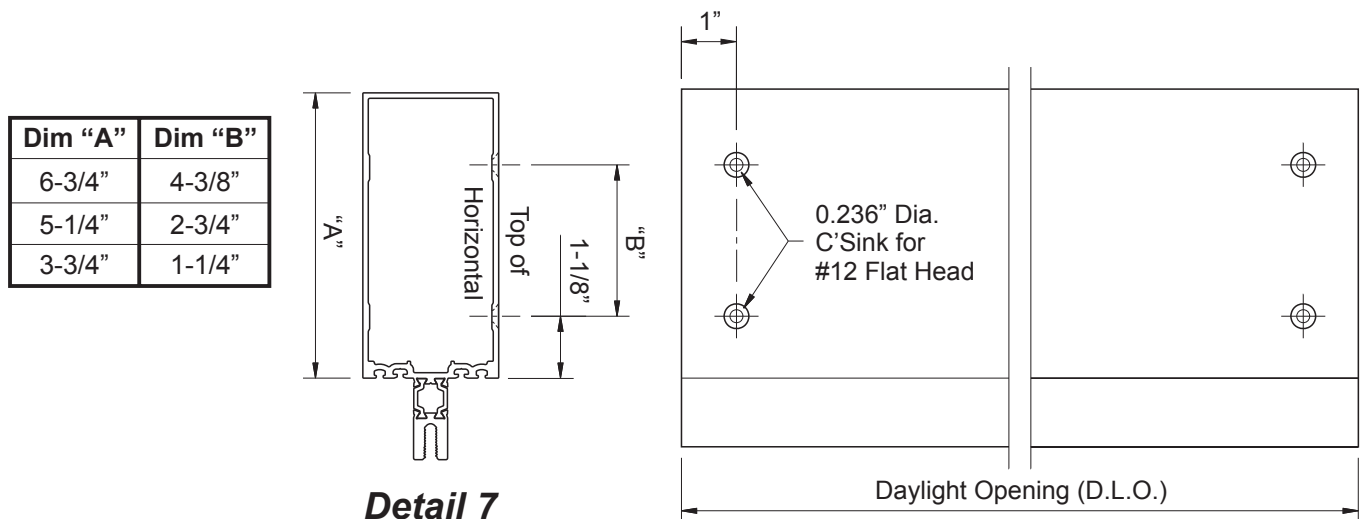 Dim “A” Dim “B”
6-3/4” 4-3/8”
5-1/4” 2-3/4”
3-3/4” 1-1/4”
“A”
Top of
Horizontal
1-1/8”
“B”
Detail 7
1”
0.236” Dia.
C’Sink for
#12 Flat Head
Daylight Opening (D.L.O.)